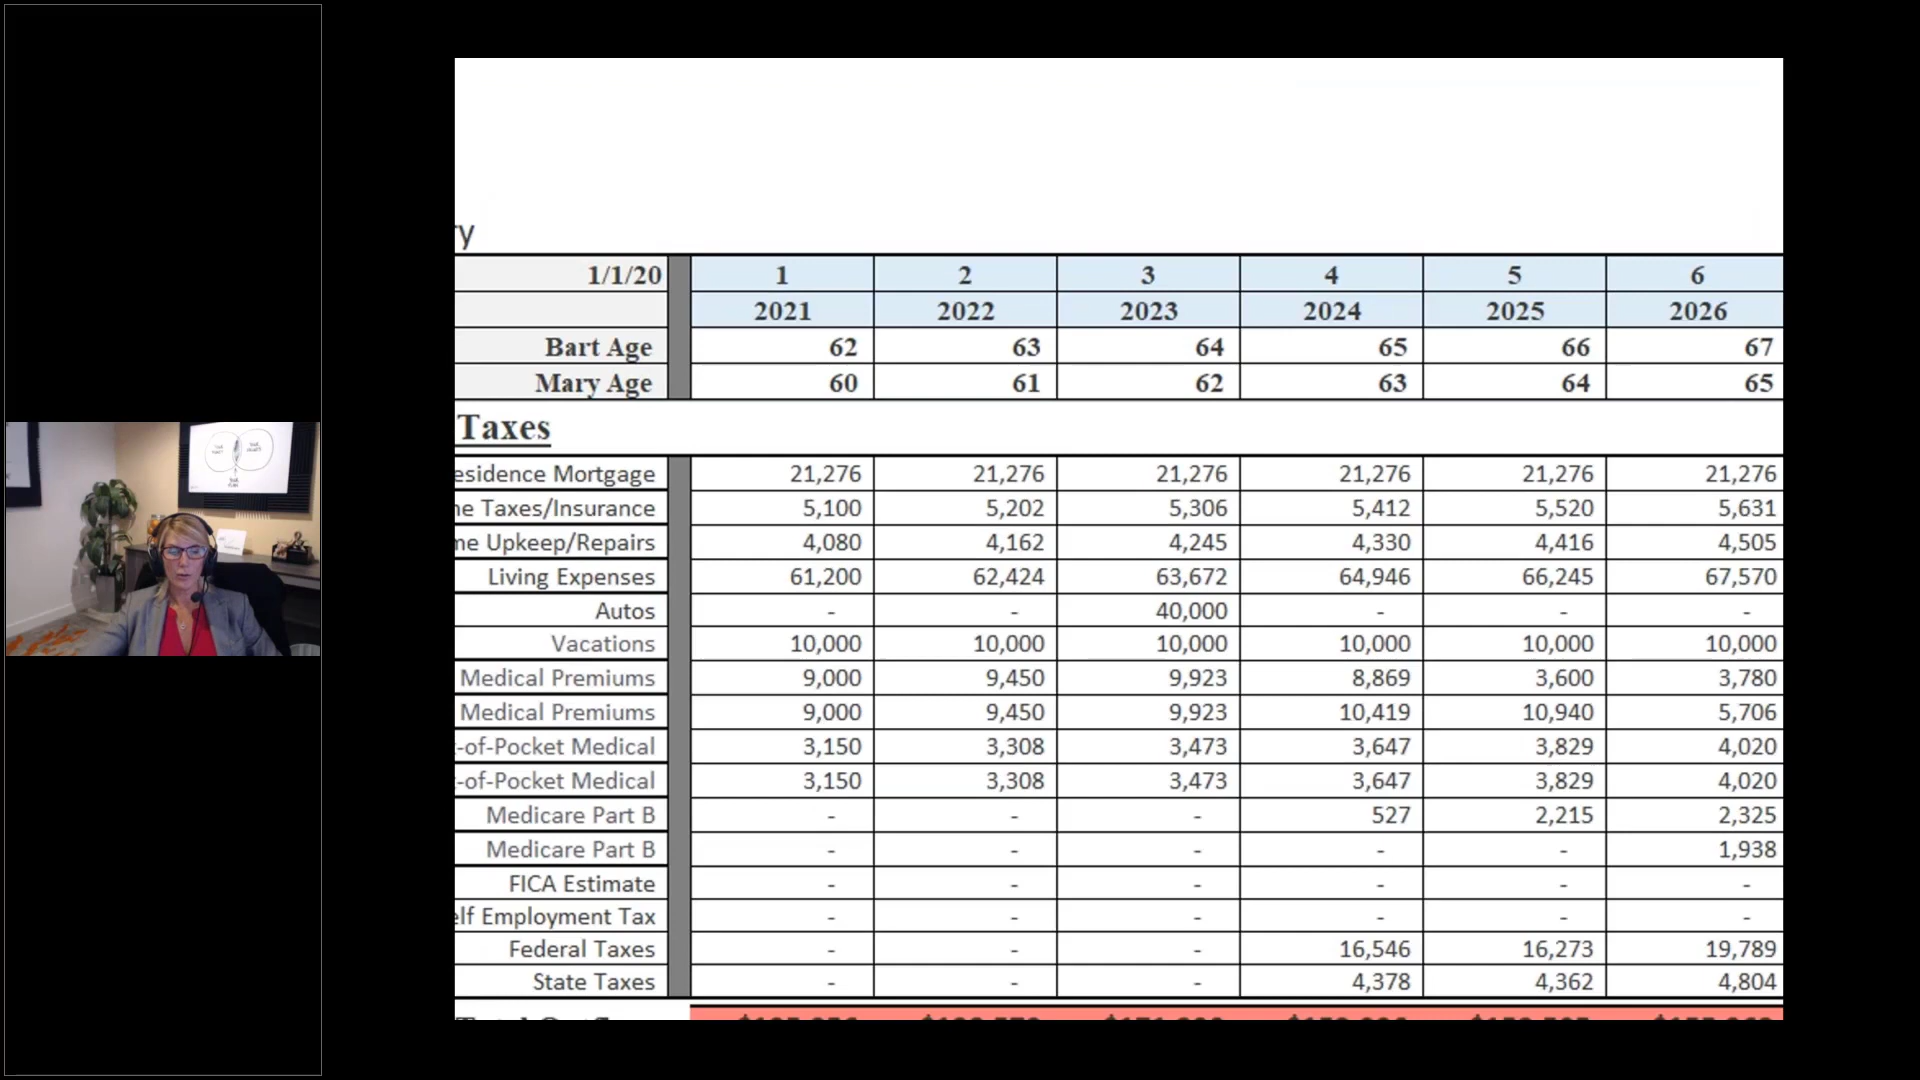 ry
1/1/20 1 2 3 4 5 6
2021 2022 2023 2024 2025 2026
Bart Age 62 63 64 65 66 67
Mary Age 60 61 62 63 64 65
Taxes
esidence Mortgage 21,276 21,276 21,276 21,276 21,276 21,276
ne Taxes/Insurance 5,100 5,202 5,306 5,412 5,520 5,631
me Upkeep/Repairs 4,080 4,162 4,245 4,330 4,416 4,505
Living Expenses 61,200 62,424 63,672 64,946 66,245 67,570
Autos - - 40,000 - - -
Vacations 10,000 10,000 10,000 10,000 10,000 10,000
Medical Premiums 9,000 9,450 9,923 8,869 3,600 3,780
Medical Premiums 9,000 9,450 9,923 10,419 10,940 5,706
-of-Pocket Medical 3,150 3,308 3,473 3,647 3,829 4,020
-of-Pocket Medical 3,150 3,308 3,473 3,647 3,829 4,020
Medicare Part B - - - 527 2,215 2,325
Medicare Part B - - - - - 1,938
FICA Estimate - - - - - -
elf Employment Tax - - - - - -
Federal Taxes - - - 16,546 16,273 19,789
State Taxes - - - 4,378 4,362 4,804